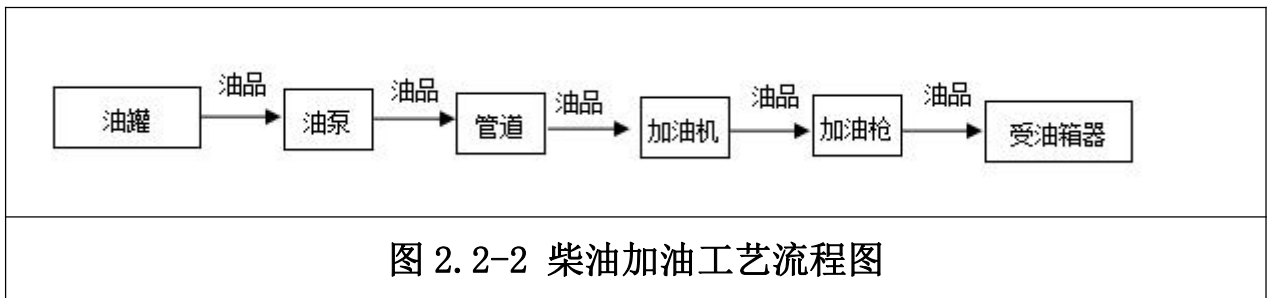 油品 油品 油品 油品 油品
油罐 油泵 管道 加油机 加油枪 受油箱器
图 2.2-2 柴油加油工艺流程图